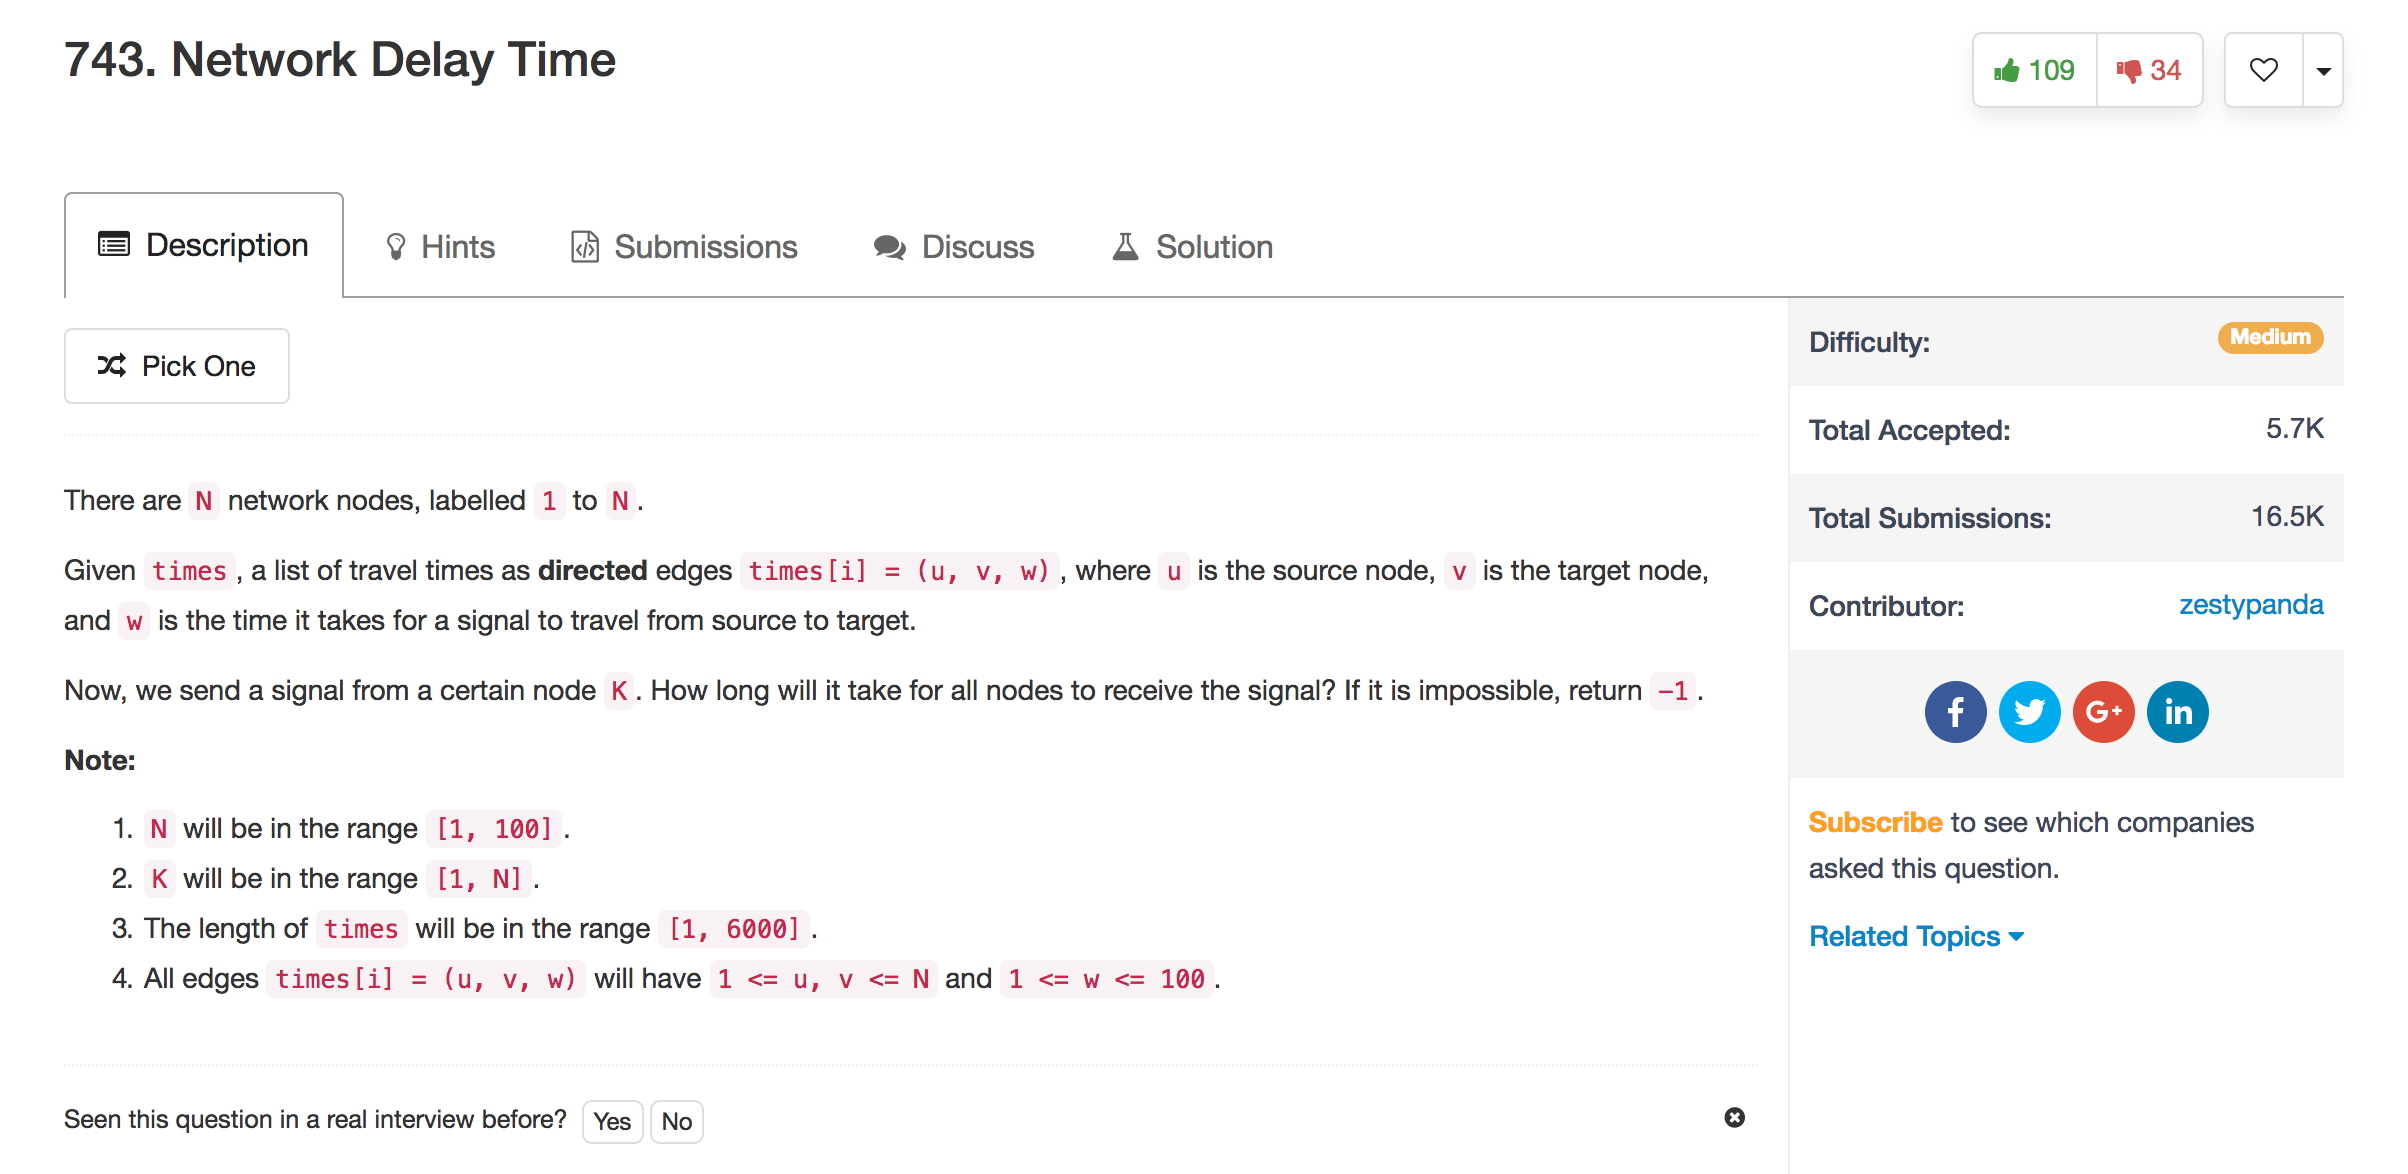 743. Network Delay Time
109
34
Description
Hints
Submissions
Discuss
Solution
Pick One
There are N network nodes, labelled 1 to N.
Given times, a list of travel times as directed edges times[i] = (u, v, w), where u is the source node, v is the target node,
and w is the time it takes for a signal to travel from source to target.
Now, we send a signal from a certain node K. How long will it take for all nodes to receive the signal? If it is impossible, return -1.
Note:
1. N will be in the range [1, 100].
2. K will be in the range [1, N].
3. The length of times will be in the range [1, 6000].
4. All edges times[i] = (u, v, w) will have 1 <= u, v <= N and 1 <= w <= 100.
Seen this question in a real interview before? Yes No
Difficulty: Medium
Total Accepted: 5.7K
Total Submissions: 16.5K
Contributor: zestypanda
f G+ in
Subscribe to see which companies
asked this question.
Related Topics